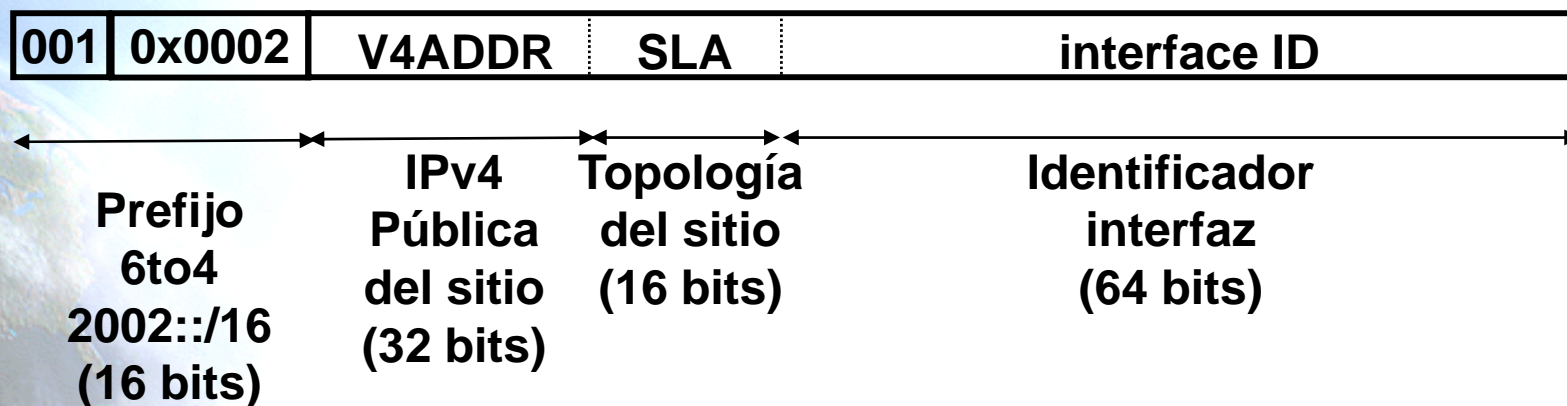 001 0x0002 V4ADDR SLA interface ID
Prefijo
6to4
2002::/16
(16 bits)
IPv4
Pública
del sitio
(32 bits)
Topología
del sitio
(16 bits)
Identificador
interfaz
(64 bits)